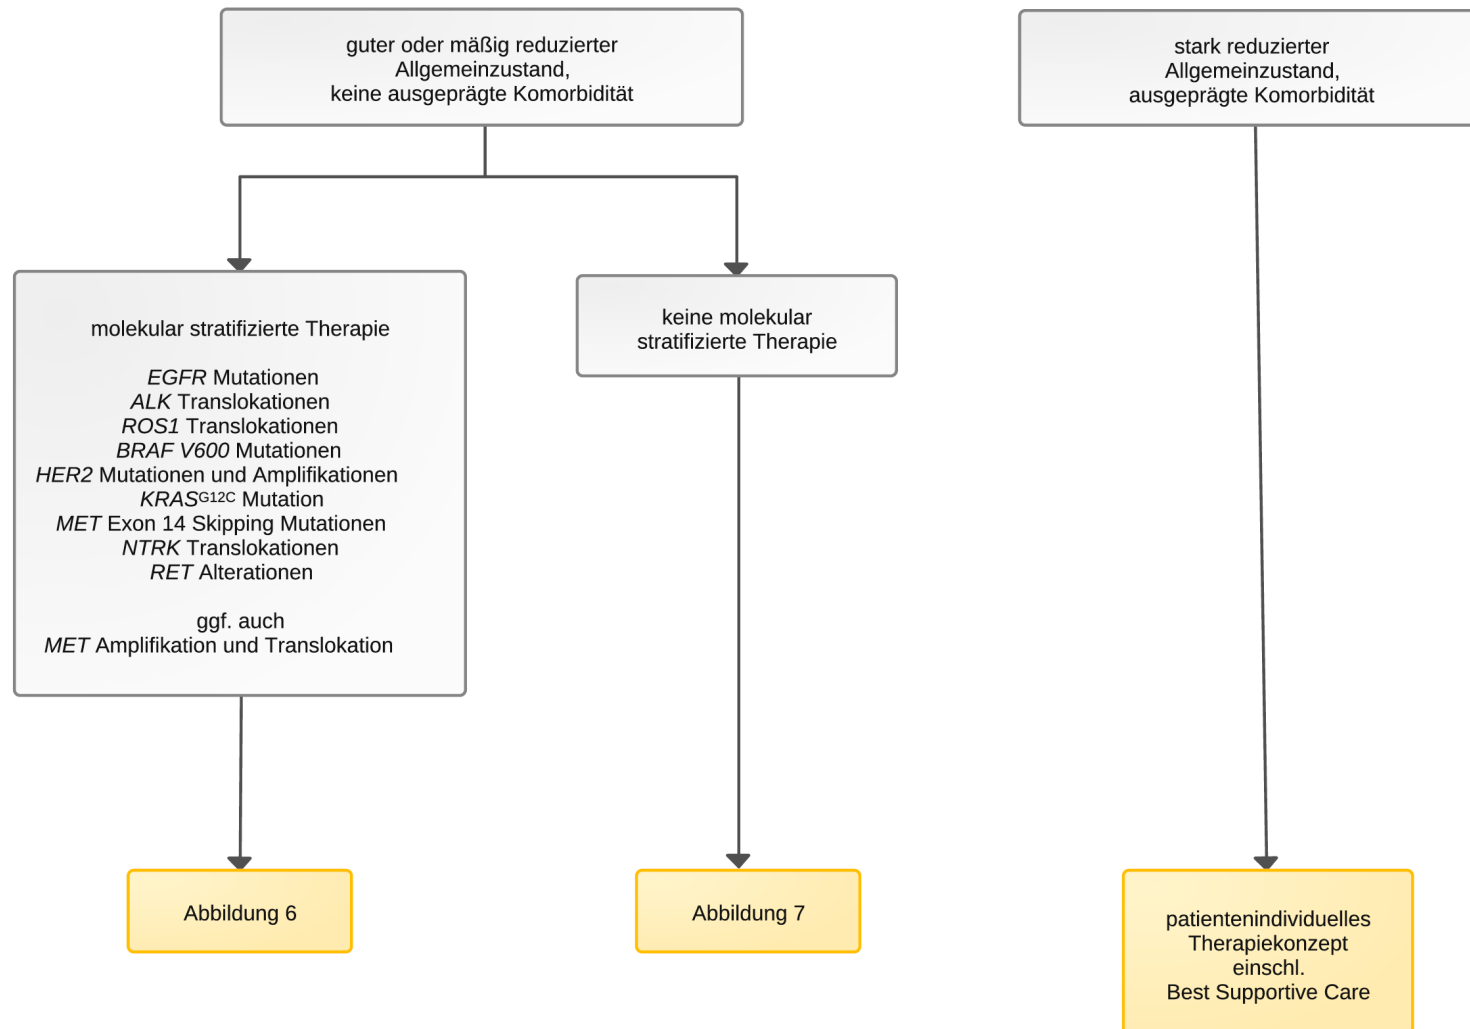 guter oder mäßig reduzierter
Allgemeinzustand,
keine ausgeprägte Komorbidität
stark reduzierter
Allgemeinzustand,
ausgeprägte Komorbidität
molekular stratifizierte Therapie
EGFR Mutationen
ALK Translokationen
ROS1 Translokationen
BRAF V600 Mutationen
HER2 Mutationen und Amplifikationen
KRASG12C Mutation
MET Exon 14 Skipping Mutationen
NTRK Translokationen
RET Alterationen
ggf. auch
MET Amplifikation und Translokation
keine molekular
stratifizierte Therapie
Abbildung 6
Abbildung 7
patientenindividuelles
Therapiekonzept
einschl.
Best Supportive Care